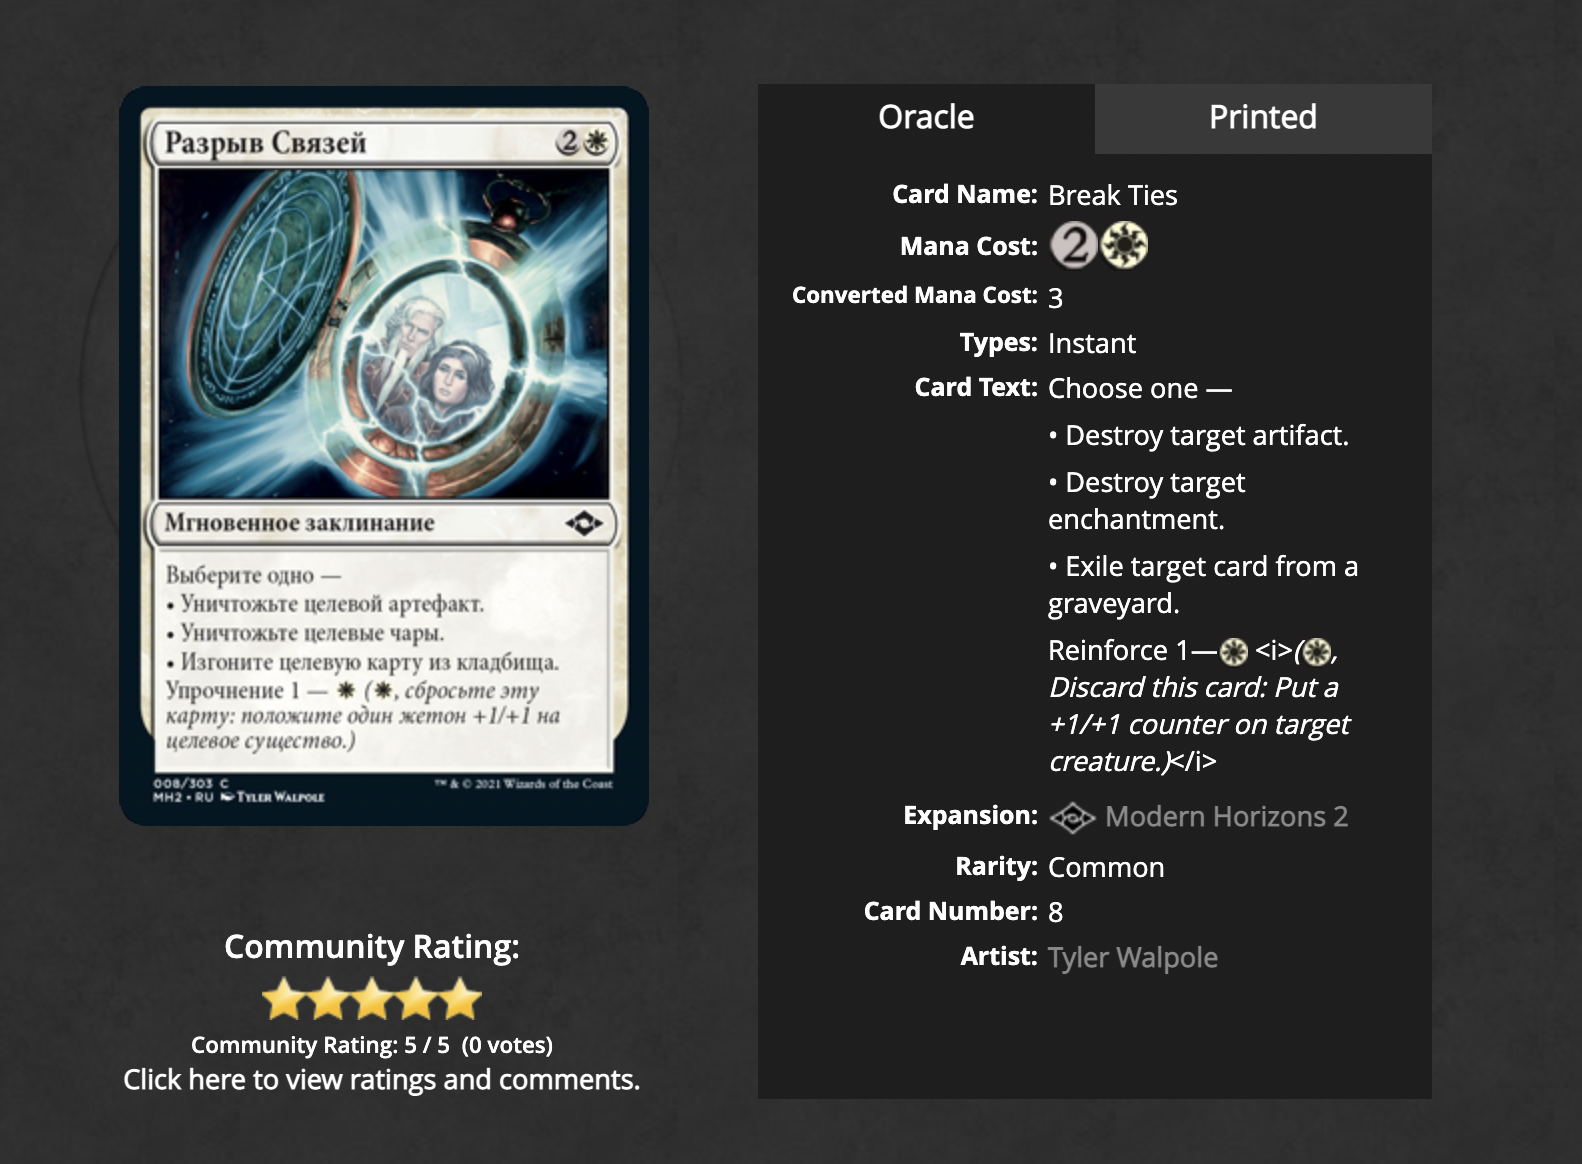 Разрыв Связей
2
Мгновенное заклинание
Выберите одно —
• Уничтожьте целевой артефакт.
• Уничтожьте целевые чары.
• Изгоните целевую карту из кладбища.
Упрочнение 1 — (, сбросьте эту
карту: положите один жетон +1/+1 на
целевое существо.)
008/303 C
MH2 • RU Tyler Walpole
™ & © 2021 Wizards of the Coast
Community Rating:
Community Rating: 5 / 5 (0 votes)
Click here to view ratings and comments.
Oracle
Printed
Card Name: Break Ties
Mana Cost: 2
Converted Mana Cost: 3
Types: Instant
Card Text: Choose one —
• Destroy target artifact.
• Destroy target
enchantment.
• Exile target card from a
graveyard.
Reinforce 1— <i>(,
Discard this card: Put a
+1/+1 counter on target
creature.)</i>
Expansion: Modern Horizons 2
Rarity: Common
Card Number: 8
Artist: Tyler Walpole